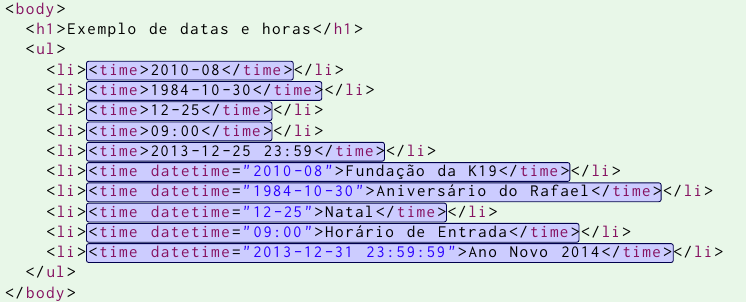 <body>
<h1>Exemplo de datas e horas</h1>
<ul>
<li><time>2010-08</time></li>
<li><time>1984-10-30</time></li>
<li><time>12-25</time></li>
<li><time>09:00</time></li>
<li><time>2013-12-25 23:59</time></li>
<li><time datetime="2010-08">Fundação da K19</time></li>
<li><time datetime="1984-10-30">Aniversário do Rafael</time></li>
<li><time datetime="12-25">Natal</time></li>
<li><time datetime="09:00">Horário de Entrada</time></li>
<li><time datetime="2013-12-31 23:59:59">Ano Novo 2014</time></li>
</ul>
</body>